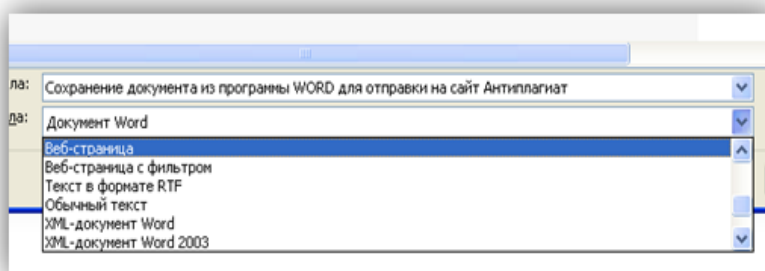 ла: Сохранение документа из программы WORD для отправки на сайт Антиплагиат
да: Документ Word
Веб-страница
Веб-страница с фильтром
Текст в формате RTF
Обычный текст
XML-документ Word
XML-документ Word 2003